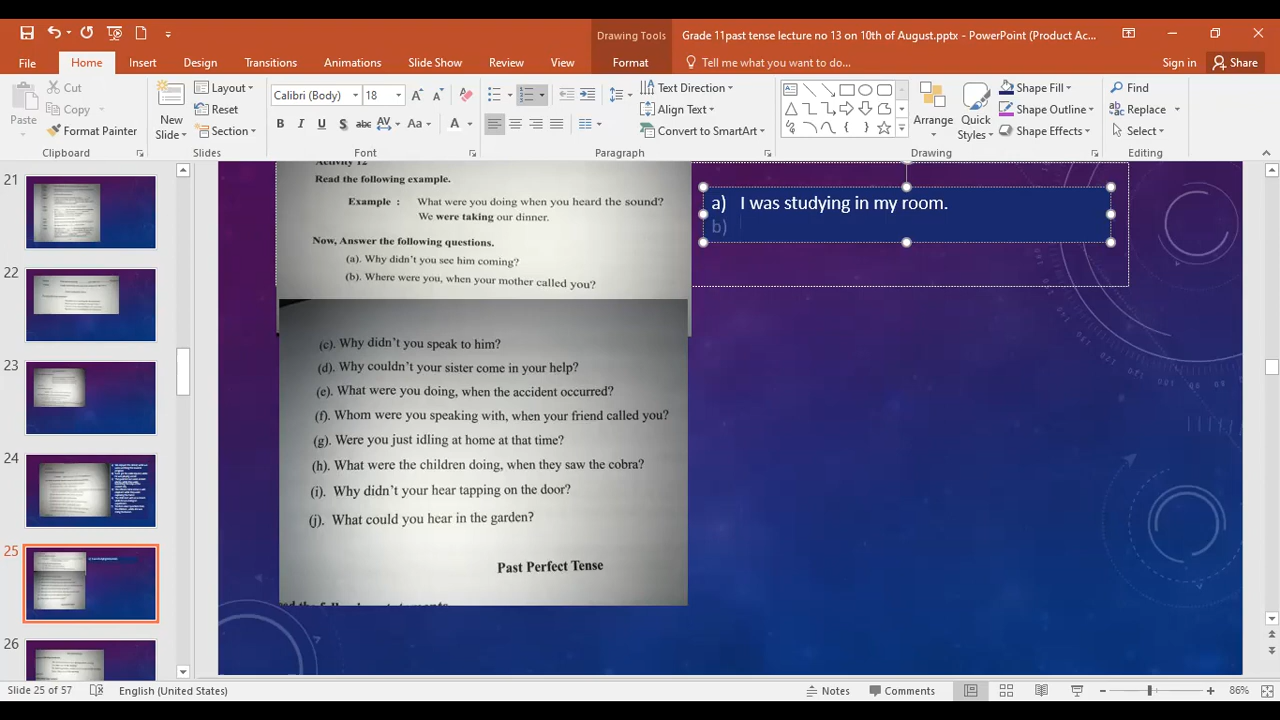 Drawing Tools
Grade 11past tense lecture no 13 on 10th of August.pptx - PowerPoint (Product Ac...
File
Home
Insert
Design
Transitions
Animations
Slide Show
Review
View
Format
Tell me what you want to do...
Sign in
Share
Paste
Cut
Copy
Format Painter
Clipboard
New Slide
Layout
Reset
Section
Slides
Calibri (Body)
18
Font
Text Direction
Align Text
Convert to SmartArt
Paragraph
Arrange
Quick Styles
Shape Fill
Shape Outline
Shape Effects
Drawing
Find
Replace
Select
Editing
21
22
23
24
25
26
Activity 12
Read the following example.
Example : What were you doing when you heard the sound?
We were taking our dinner.
Now, Answer the following questions.
(a). Why didn't you see him coming?
(b). Where were you, when your mother called you?
(c). Why didn't you speak to him?
(d). Why couldn't your sister come in your help?
(e). What were you doing, when the accident occurred?
(f). Whom were you speaking with, when your friend called you?
(g). Were you just idling at home at that time?
(h). What were the children doing, when they saw the cobra?
(i). Why didn't your hear tapping on the door?
(j). What could you hear in the garden?
Past Perfect Tense
the following statements
a) I was studying in my room.
b)
Slide 25 of 57
English (United States)
Notes
Comments
86%